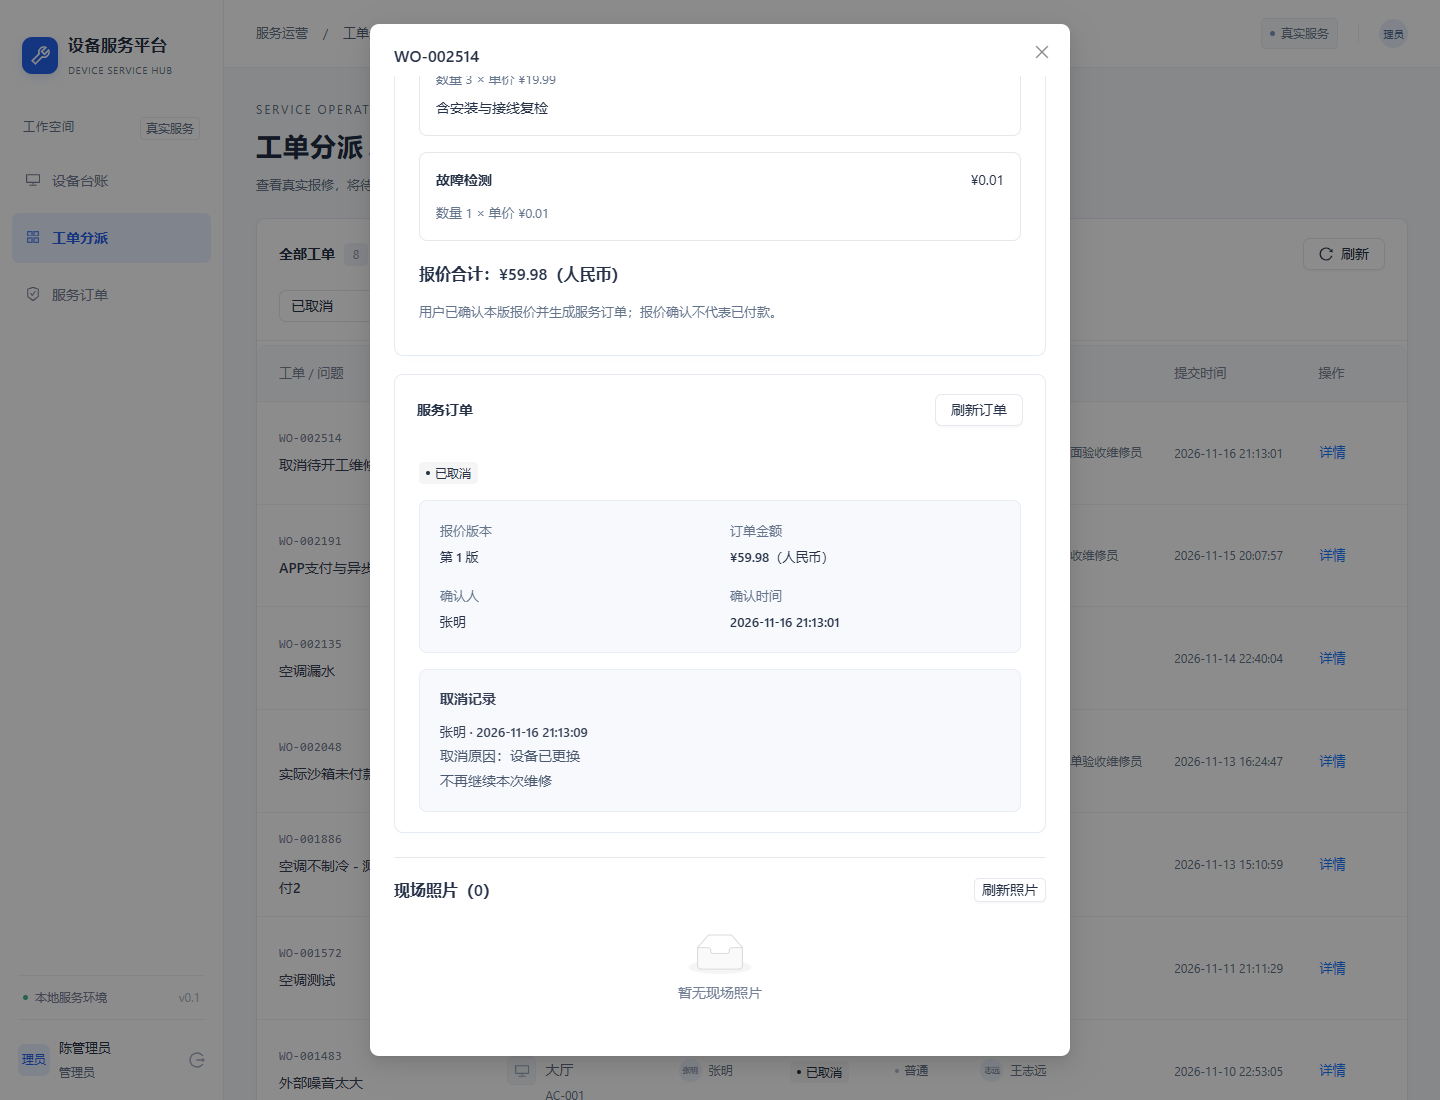 设备服务平台
DEVICE SERVICE HUB
工作空间
真实服务
设备台账
工单分派
服务订单
本地服务环境
v0.1
理员
陈管理员
管理员
服务运营 / 工单
真实服务
理员
SERVICE OPERAT
工单分派
查看真实报修，将待
全部工单 8
刷新
已取消
工单 / 问题
提交时间
操作
WO-002514
取消待开工维修
面验收维修员
2026-11-16 21:13:01
详情
WO-002191
APP支付与异步
收维修员
2026-11-15 20:07:57
详情
WO-002135
空调漏水
2026-11-14 22:40:04
详情
WO-002048
实际沙箱未付款
单验收维修员
2026-11-13 16:24:47
详情
WO-001886
空调不制冷 - 测
付2
2026-11-13 15:10:59
详情
WO-001572
空调测试
2026-11-11 21:11:29
详情
WO-001483
外部噪音太大
大厅
AC-001
张明
张明
已取消
普通
志远
王志远
2026-11-10 22:53:05
详情
WO-002514
数量 3 × 单价 ¥19.99
含安装与接线复检
故障检测
¥0.01
数量 1 × 单价 ¥0.01
报价合计：¥59.98（人民币）
用户已确认本版报价并生成服务订单；报价确认不代表已付款。
服务订单
刷新订单
已取消
报价版本
第 1 版
订单金额
¥59.98（人民币）
确认人
张明
确认时间
2026-11-16 21:13:01
取消记录
张明 · 2026-11-16 21:13:09
取消原因：设备已更换
不再继续本次维修
现场照片（0）
刷新照片
暂无现场照片